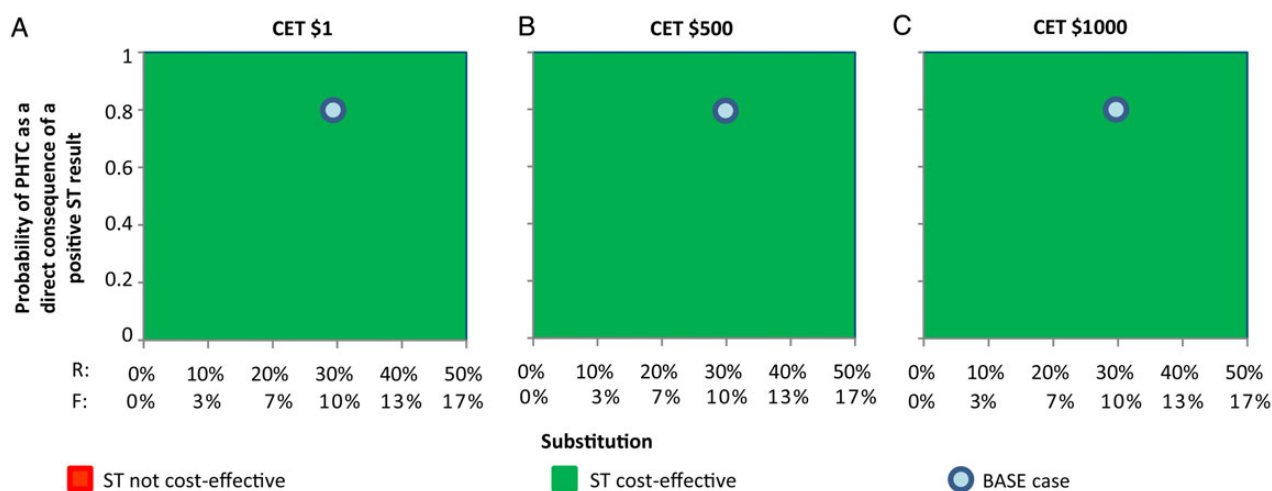 A
CET $1
B
CET $500
C
CET $1000
Probability of PHTC as a
direct consequence of a
positive ST result
1
0.8
0.6
0.4
0.2
0
R: 0% 10% 20% 30% 40% 50% 0% 10% 20% 30% 40% 50% 0% 10% 20% 30% 40% 50%
F: 0% 3% 7% 10% 13% 17% 0% 3% 7% 10% 13% 17% 0% 3% 7% 10% 13% 17%
Substitution
ST not cost-effective
ST cost-effective
BASE case